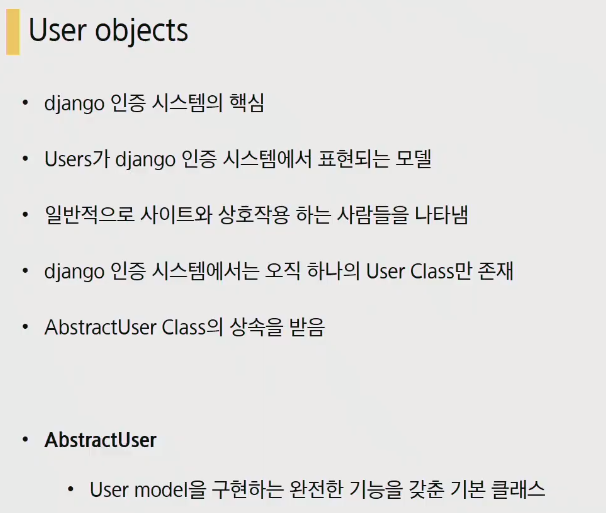 User objects
• django 인증 시스템의 핵심
• Users가 django 인증 시스템에서 표현되는 모델
• 일반적으로 사이트와 상호작용 하는 사람들을 나타냄
• django 인증 시스템에서는 오직 하나의 User Class만 존재
• AbstractUser Class의 상속을 받음
• AbstractUser
• User model을 구현하는 완전한 기능을 갖춘 기본 클래스